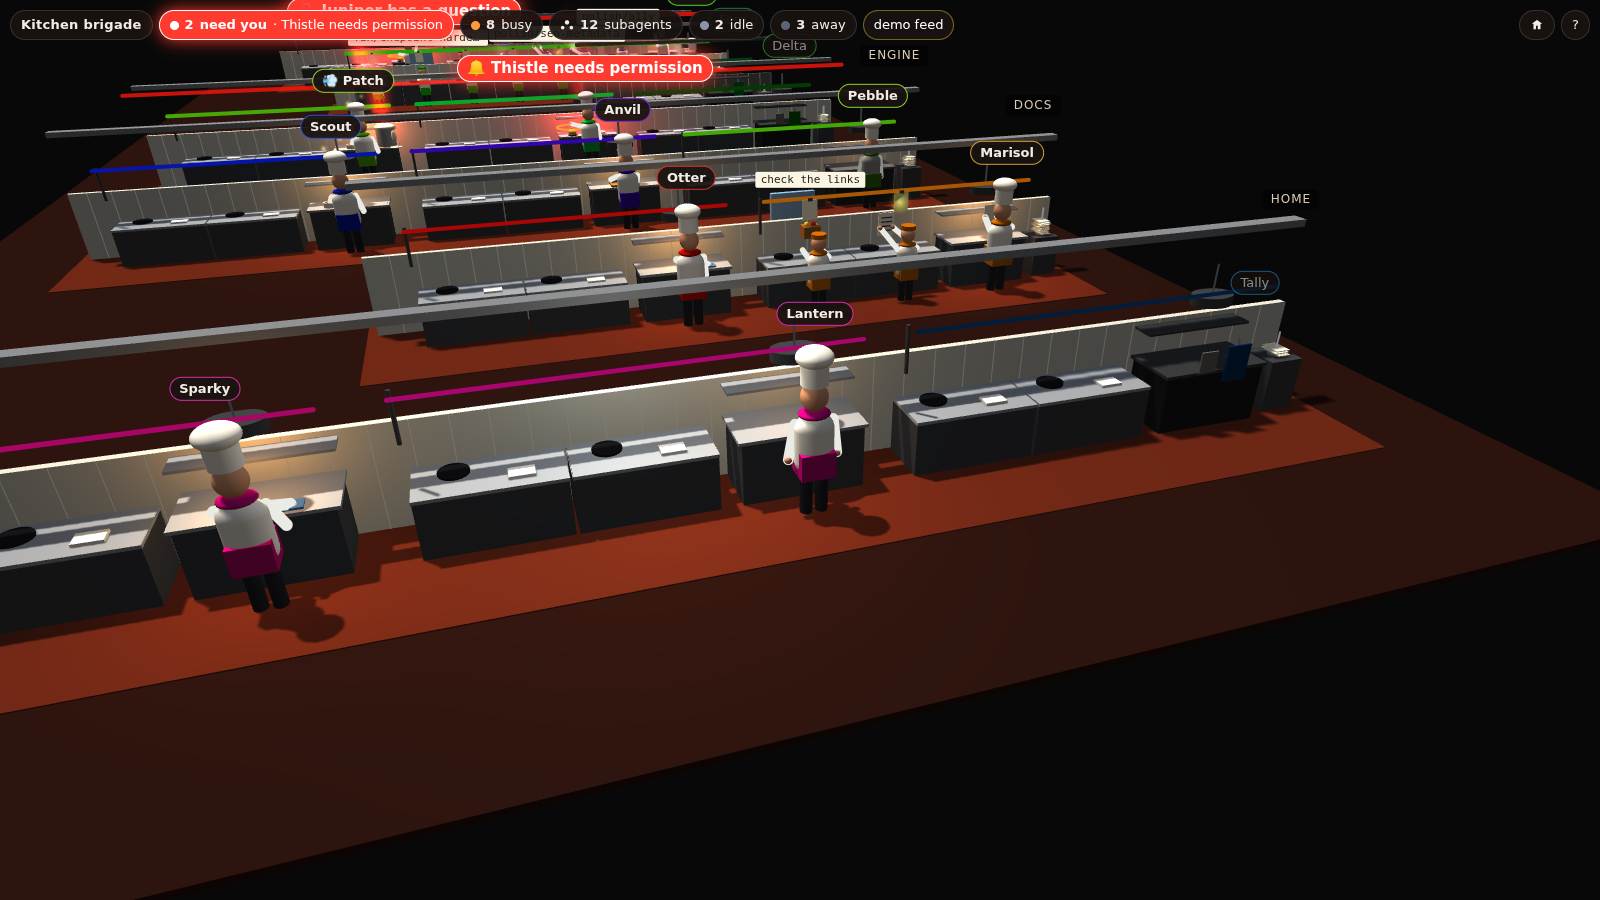 Juniper has a question
Kitchen brigade
2 need you · Thistle needs permission
8 busy
12 subagents
2 idle
3 away
demo feed
?
Delta
ENGINE
🔔 Thistle needs permission
💨 Patch
Pebble
DOCS
Anvil
Scout
Marisol
Otter
check the links
HOME
Tally
Lantern
Sparky